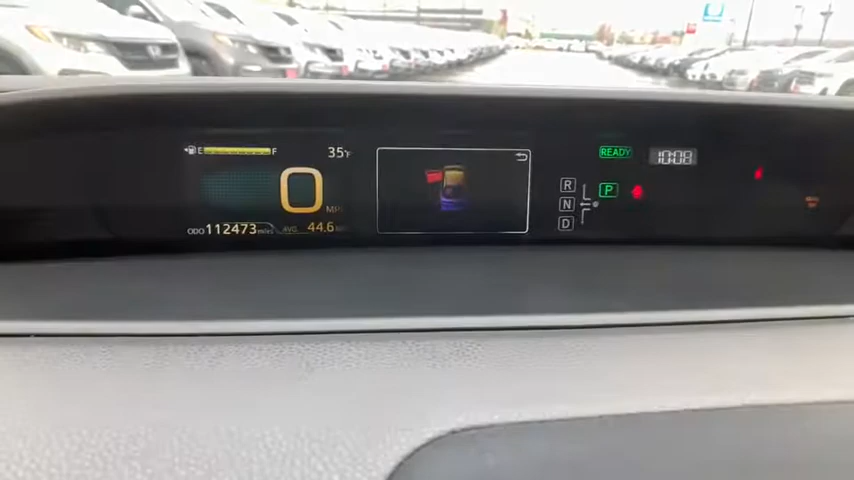 E F
35°F
0
MPH
ODO 112473 miles
AVG. 44.6
R
N
D
P
READY
10:08